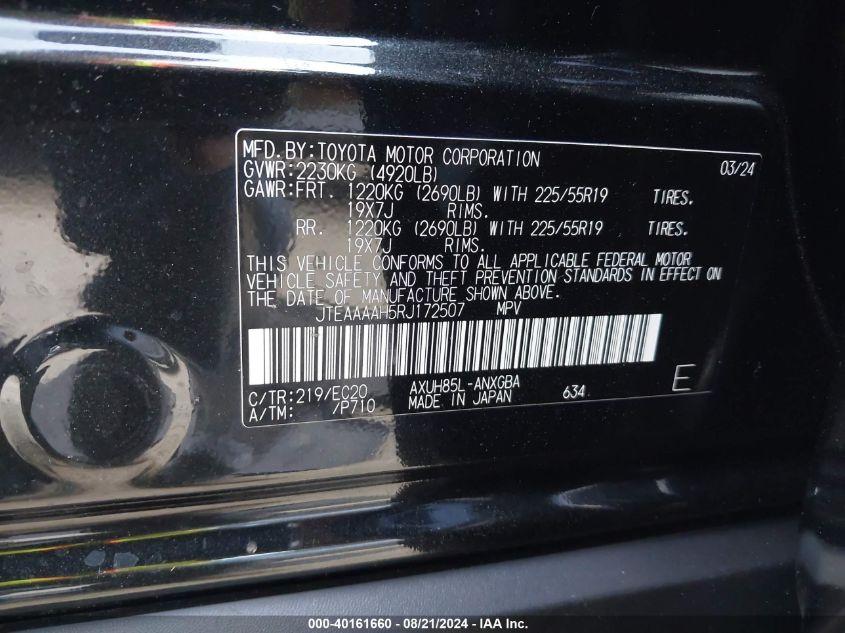 MFD.BY:TOYOTA MOTOR CORPORATION 03/24
GVWR:2230KG (4920LB)
GAWR:FRT. 1220KG (2690LB) WITH 225/55R19 TIRES.
19X7J RIMS.
RR. 1220KG (2690LB) WITH 225/55R19 TIRES.
19X7J RIMS.
THIS VEHICLE CONFORMS TO ALL APPLICABLE FEDERAL MOTOR
VEHICLE SAFETY AND THEFT PREVENTION STANDARDS IN EFFECT ON
THE DATE OF MANUFACTURE SHOWN ABOVE.
JTEAAAAH5RJ172507 MPV
C/TR:219/EC20 AXUH85L-ANXGBA 634 E
A/TM: /P710 MADE IN JAPAN
000-40161660 - 08/21/2024 - IAA Inc.